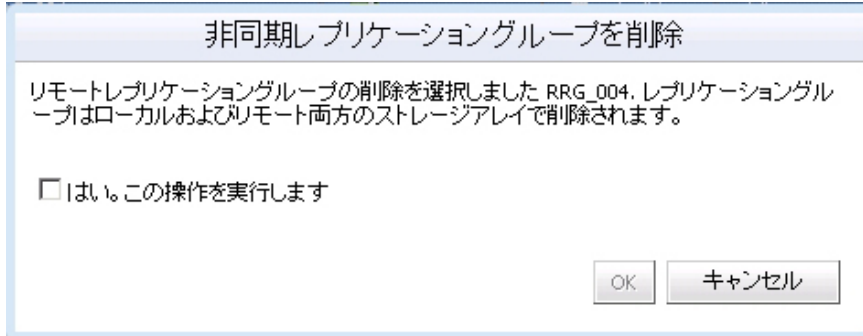 非同期レプリケーショングループを削除
リモートレプリケーショングループの削除を選択しました RRG_004. レプリケーショングル
ープはローカルおよびリモート両方のストレージアレイで削除されます。
はい。この操作を実行します
OK
キャンセル